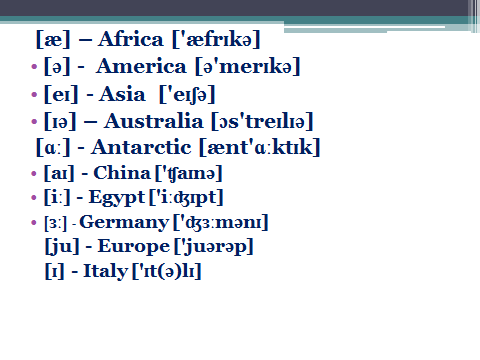 [æ] – Africa ['æfrɪkə]
• [ə] - America [ə'merɪkə]
• [eɪ] - Asia ['eɪʃə]
• [ɪə] – Australia [ɔs'treɪlɪə]
[ɑː] - Antarctic [ænt'ɑːktɪk]
• [aɪ] - China ['ʧaɪnə]
• [iː] - Egypt ['iːʤɪpt]
• [ɜː] - Germany ['ʤɜːmənɪ]
[ju] - Europe ['juərəp]
[ɪ] - Italy ['ɪt(ə)lɪ]